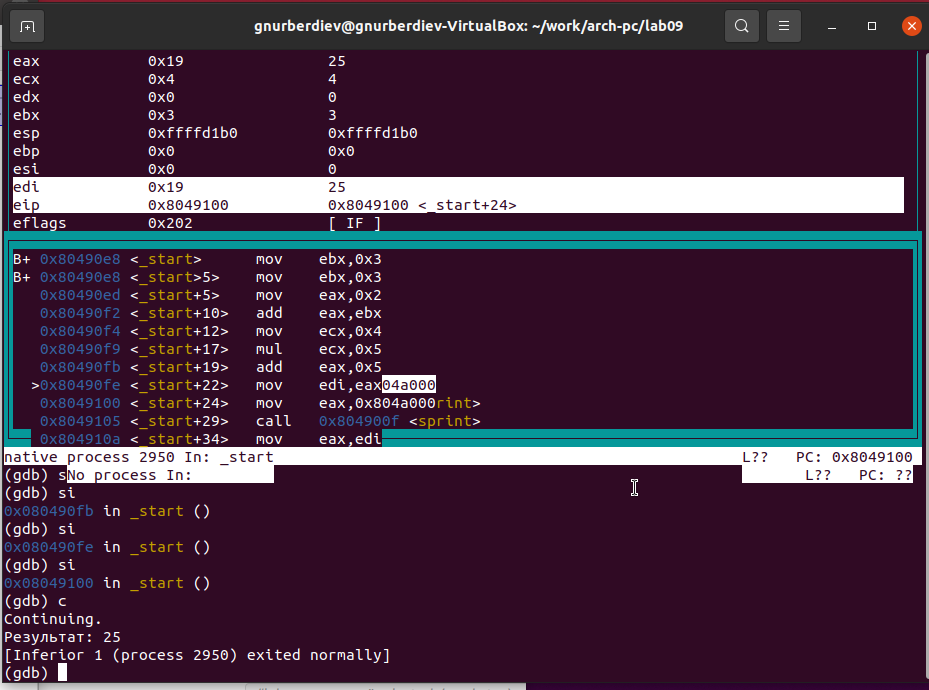 gnurberdiev@gnurberdiev-VirtualBox: ~/work/arch-pc/lab09
eax 0x19 25
ecx 0x4 4
edx 0x0 0
ebx 0x3 3
esp 0xffffd1b0 0xffffd1b0
ebp 0x0 0x0
esi 0x0 0
edi 0x19 25
eip 0x8049100 0x8049100 <_start+24>
eflags 0x202 [ IF ]
B+ 0x80490e8 <_start> mov ebx,0x3
B+ 0x80490e8 <_start>5> mov ebx,0x3
0x80490ed <_start+5> mov eax,0x2
0x80490f2 <_start+10> add eax,ebx
0x80490f4 <_start+12> mov ecx,0x4
0x80490f9 <_start+17> mul ecx,0x5
0x80490fb <_start+19> add eax,0x5
>0x80490fe <_start+22> mov edi,eax04a000
0x8049100 <_start+24> mov eax,0x804a000rint>
0x8049105 <_start+29> call 0x804900f <sprint>
0x804910a <_start+34> mov eax,edi
native process 2950 In: _start L?? PC: 0x8049100
(gdb) sNo process In: L?? PC: ??
(gdb) si
0x080490fb in _start ()
(gdb) si
0x080490fe in _start ()
(gdb) si
0x08049100 in _start ()
(gdb) c
Continuing.
Результат: 25
[Inferior 1 (process 2950) exited normally]
(gdb)